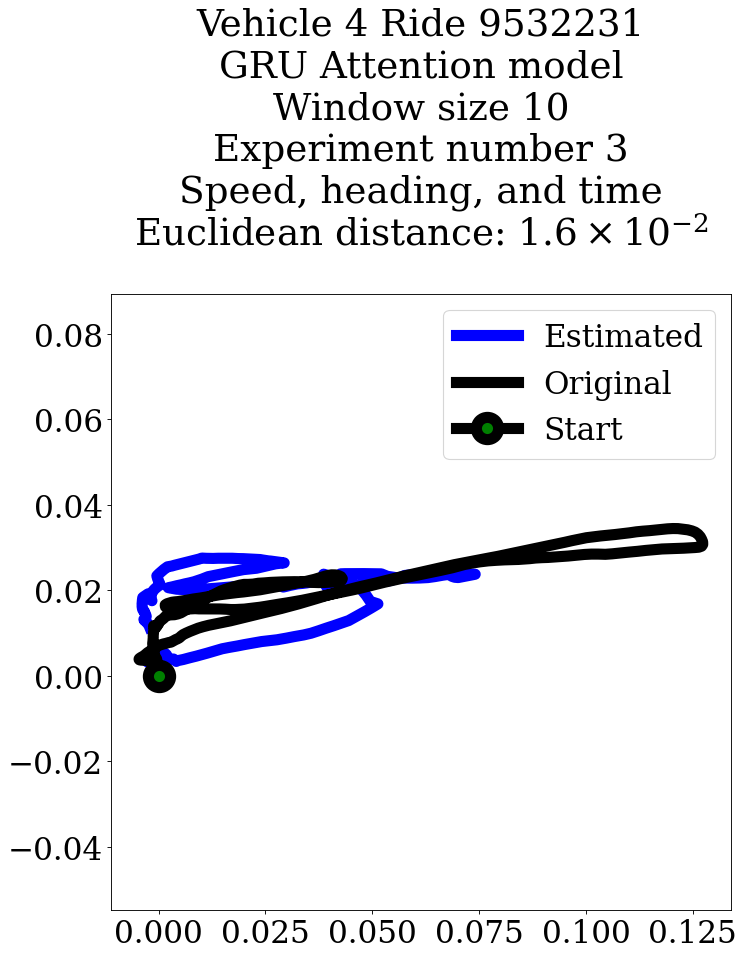 Vehicle 4 Ride 9532231
GRU Attention model
Window size 10
Experiment number 3
Speed, heading, and time
Euclidean distance: 1.6 × 10⁻²
Estimated
Original
Start
0.08
0.06
0.04
0.02
0.00
−0.02
−0.04
0.000 0.025 0.050 0.075 0.100 0.125